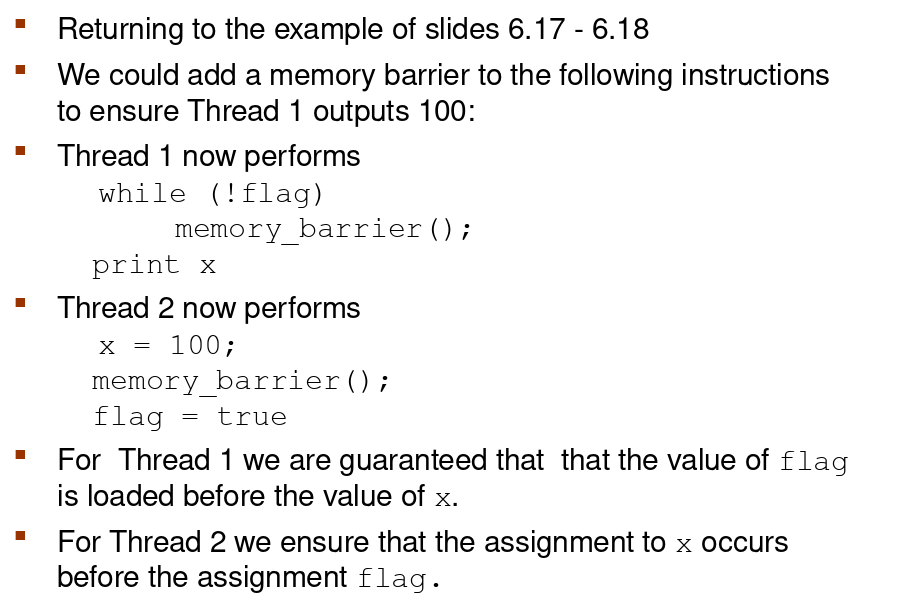 Returning to the example of slides 6.17 - 6.18
We could add a memory barrier to the following instructions
to ensure Thread 1 outputs 100:
Thread 1 now performs
while (!flag)
memory_barrier();
print x
Thread 2 now performs
x = 100;
memory_barrier();
flag = true
For  Thread 1 we are guaranteed that  that the value of flag
is loaded before the value of x.
For Thread 2 we ensure that the assignment to x occurs
before the assignment flag.